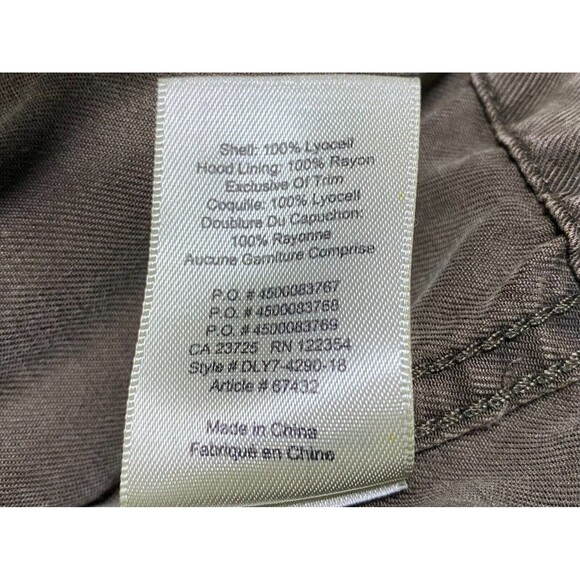 Shell: 100% Lyocell
Hood Lining: 100% Rayon
Exclusive Of Trim
Coquille: 100% Lyocell
Doublure Du Capuchon:
100% Rayonne
Aucune Garniture Comprise
P.O. # 4500083767
P.O. # 4500083768
P.O. # 4500083769
CA 23725 RN 122354
Style # DLY7-4290-18
Article # 67432
Made in China
Fabriqué en Chine